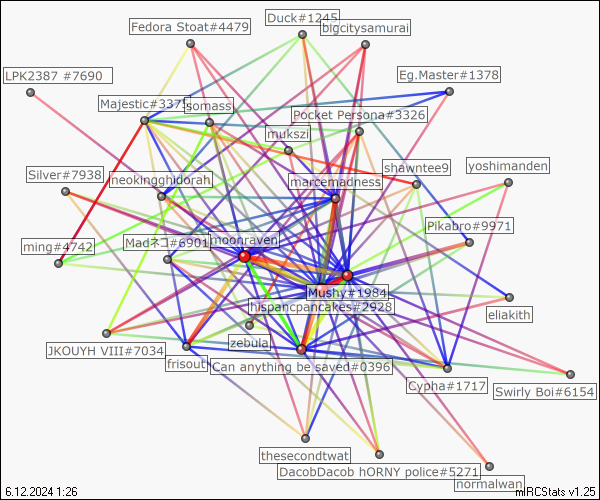 Duck#1245
Fedora Stoat#4479
bigcitysamurai
LPK2387 #7690
Eg.Master#1378
Majestic#3375
somass
Pocket Persona#3326
mukszi
shawntee9
yoshimanden
Silver#7938
neokingghidorah
marcemadness
Pikabro#9971
ming#4742
Madネコ#6901
moonraven
Mushy#1984
hispancpancakes#2928
eliakith
zebula
JKOUYH VIII#7034
frisout
Can anything be saved#0396
Cypha#1717
Swirly Boi#6154
thesecondtwat
DacobDacob hORNY police#5271
normalwan
6.12.2024 1:26
mIRCStats v1.25